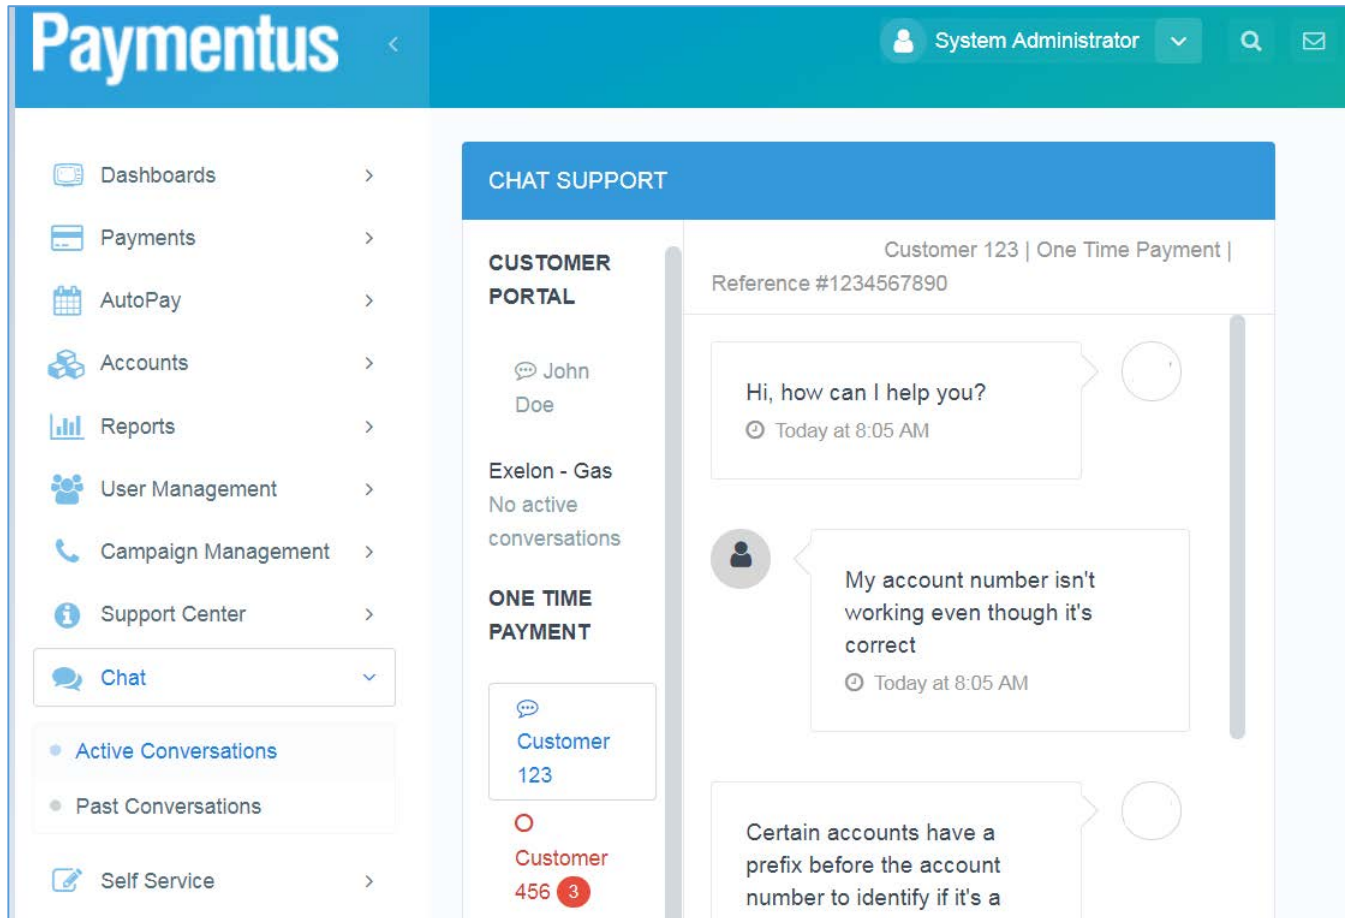 Paymentus
System Administrator
Dashboards
Payments
AutoPay
Accounts
Reports
User Management
Campaign Management
Support Center
Chat
Active Conversations
Past Conversations
Self Service
CHAT SUPPORT
CUSTOMER
PORTAL
John
Doe
Exelon - Gas
No active
conversations
ONE TIME
PAYMENT
Customer
123
Customer
456 3
Customer 123 | One Time Payment |
Reference #1234567890
Hi, how can I help you?
Today at 8:05 AM
My account number isn't
working even though it's
correct
Today at 8:05 AM
Certain accounts have a
prefix before the account
number to identify if it's a